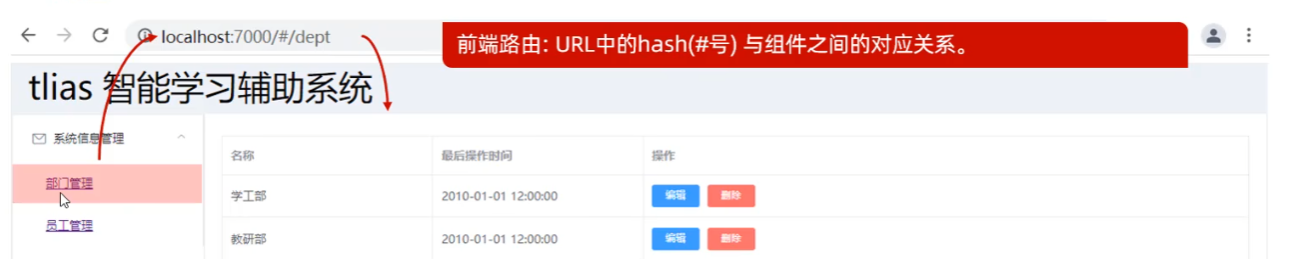 localhost:7000/#/dept
前端路由: URL中的hash(#号) 与组件之间的对应关系。
tlias 智能学习辅助系统
系统信息管理
名称 最后操作时间 操作
部门管理
学工部 2010-01-01 12:00:00 编辑 删除
员工管理
教研部 2010-01-01 12:00:00 编辑 删除